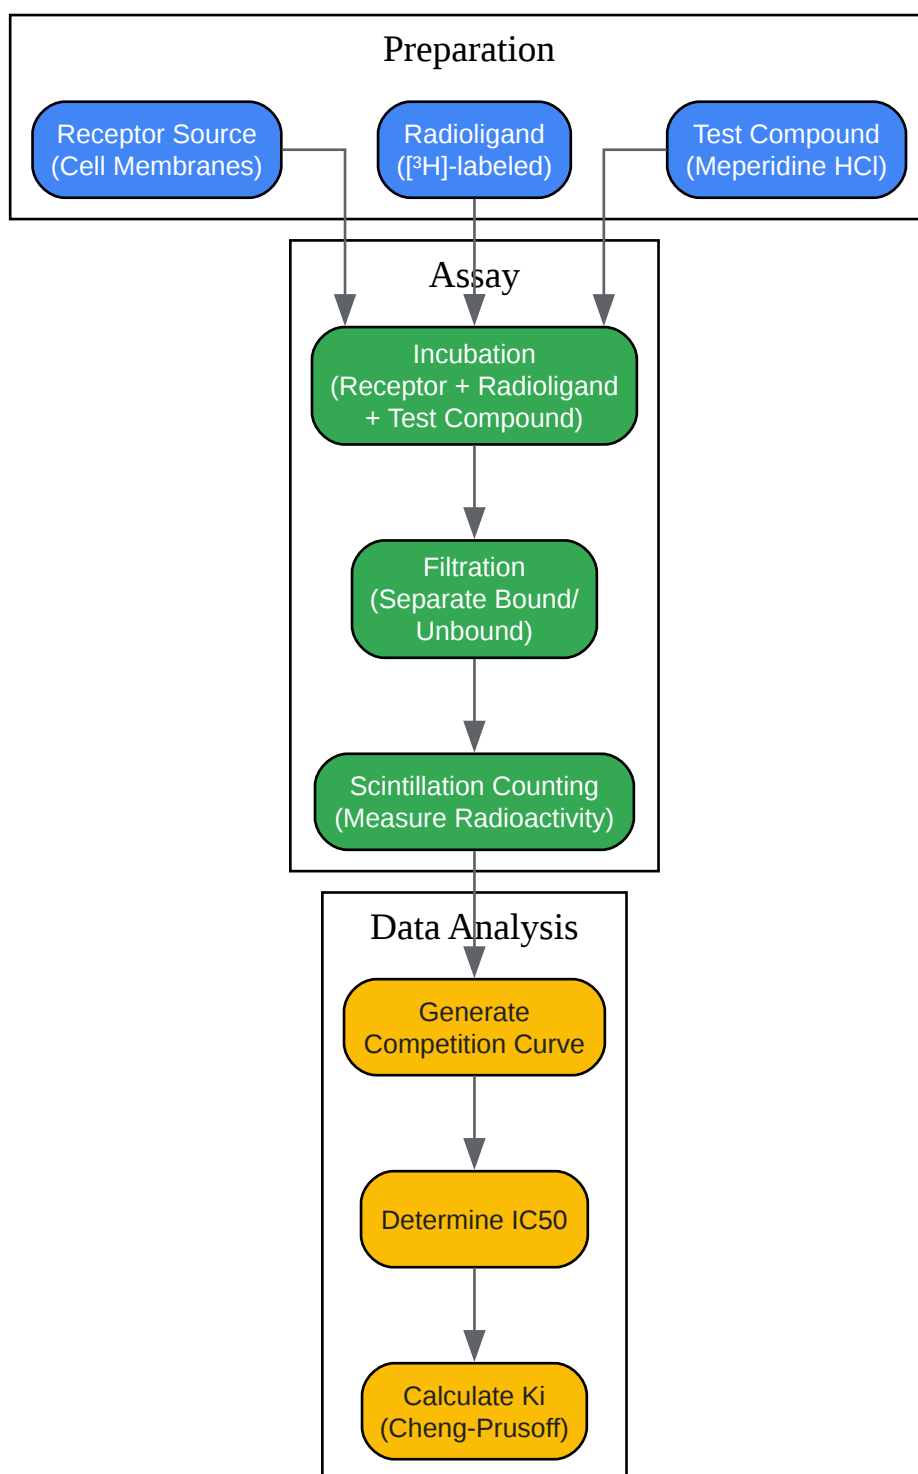 Preparation
Receptor Source
(Cell Membranes)
Radioligand
([³H]-labeled)
Test Compound
(Meperidine HCl)
Assay
Incubation
(Receptor + Radioligand
+ Test Compound)
Filtration
(Separate Bound/
Unbound)
Scintillation Counting
(Measure Radioactivity)
Data Analysis
Generate
Competition Curve
Determine IC50
Calculate Ki
(Cheng-Prusoff)